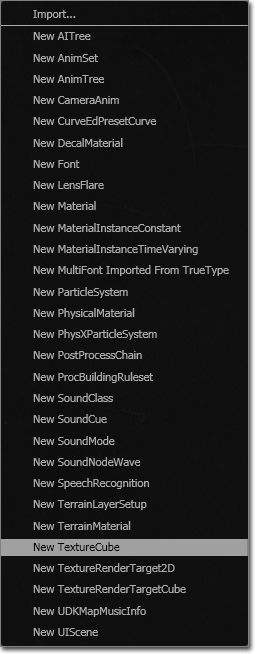 Import...
New AITree
New AnimSet
New AnimTree
New CameraAnim
New CurveEdPresetCurve
New DecalMaterial
New Font
New LensFlare
New Material
New MaterialInstanceConstant
New MaterialInstanceTimeVarying
New MultiFont Imported From TrueType
New ParticleSystem
New PhysicalMaterial
New PhysXParticleSystem
New PostProcessChain
New ProcBuildingRuleset
New SoundClass
New SoundCue
New SoundMode
New SoundNodeWave
New SpeechRecognition
New TerrainLayerSetup
New TerrainMaterial
New TextureCube
New TextureRenderTarget2D
New TextureRenderTargetCube
New UDKMapMusicInfo
New UIScene